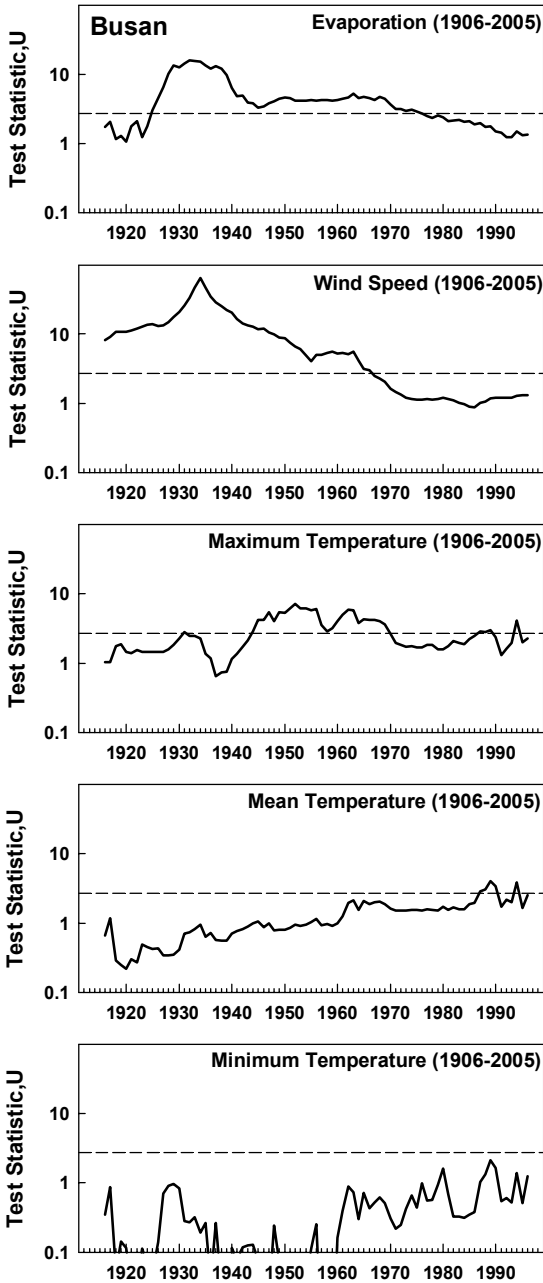 Busan
Evaporation (1906-2005)
Test Statistic,U
10
1
0.1
1920 1930 1940 1950 1960 1970 1980 1990
Wind Speed (1906-2005)
Test Statistic,U
10
1
0.1
1920 1930 1940 1950 1960 1970 1980 1990
Maximum Temperature (1906-2005)
Test Statistic,U
10
1
0.1
1920 1930 1940 1950 1960 1970 1980 1990
Mean Temperature (1906-2005)
Test Statistic,U
10
1
0.1
1920 1930 1940 1950 1960 1970 1980 1990
Minimum Temperature (1906-2005)
Test Statistic,U
10
1
0.1
1920 1930 1940 1950 1960 1970 1980 1990